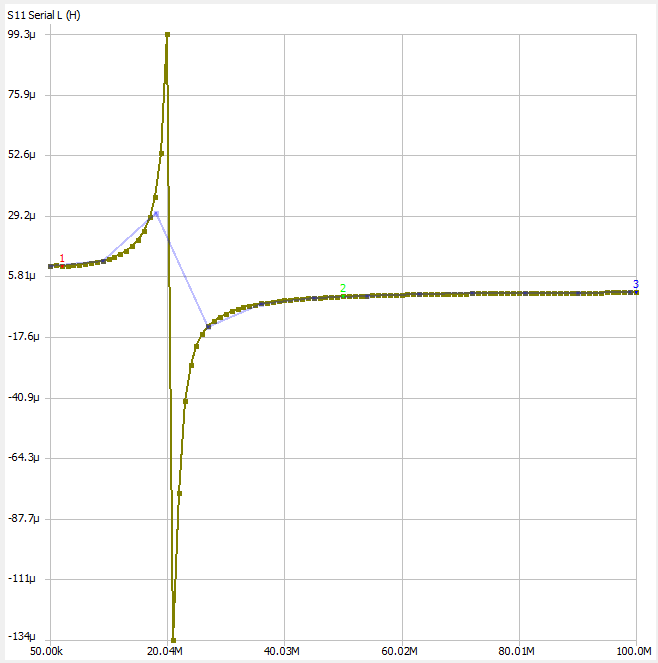 S11 Serial L (H)
99.3µ
75.9µ
52.6µ
29.2µ
1
5.81µ
2
3
-17.6µ
-40.9µ
-64.3µ
-87.7µ
-111µ
-134µ
50.00k 20.04M 40.03M 60.02M 80.01M 100.0M